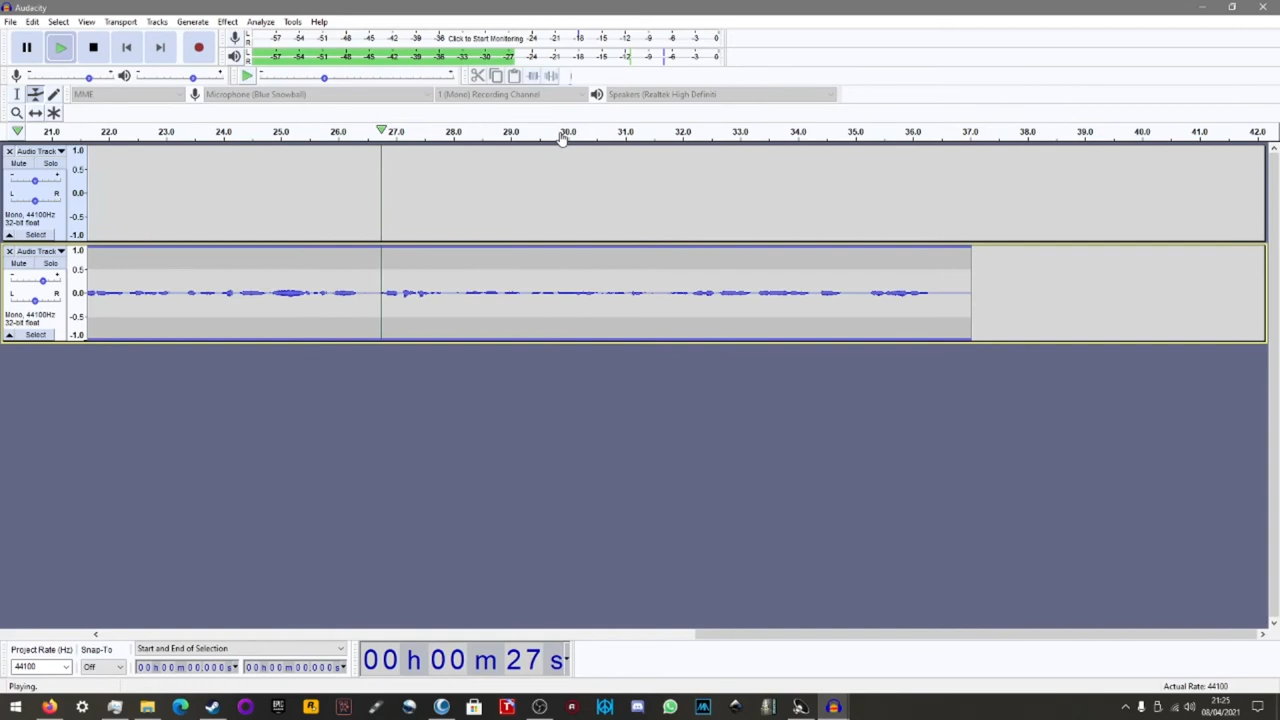 Audacity
File Edit Select View Transport Tracks Generate Effect Analyze Tools Help
L R -57 -54 -51 -48 -45 -42 -39 -36 Click to Start Monitoring -24 -21 -18 -15 -12 -9 -6 -3 0
L R -57 -54 -51 -48 -45 -42 -39 -36 -33 -30 -27 -24 -21 -18 -15 -12 -9 -6 -3 0
MME Microphone (Blue Snowball) 1 (Mono) Recording Channel Speakers (Realtek High Definiti
21.0 22.0 23.0 24.0 25.0 26.0 27.0 28.0 29.0 30.0 31.0 32.0 33.0 34.0 35.0 36.0 37.0 38.0 39.0 40.0 41.0 42.0
Audio Track 1.0
Mute Solo 0.5
- +
L R 0.0
Mono, 44100Hz -0.5
32-bit float
Select -1.0
Audio Track 1.0
Mute Solo 0.5
- +
L R 0.0
Mono, 44100Hz -0.5
32-bit float
Select -1.0
Project Rate (Hz) Snap-To Start and End of Selection
44100 Off 00h00m00.000s 00h00m00.000s 00 h 00 m 27 s
Playing. Actual Rate: 44100
21:25
08/04/2021